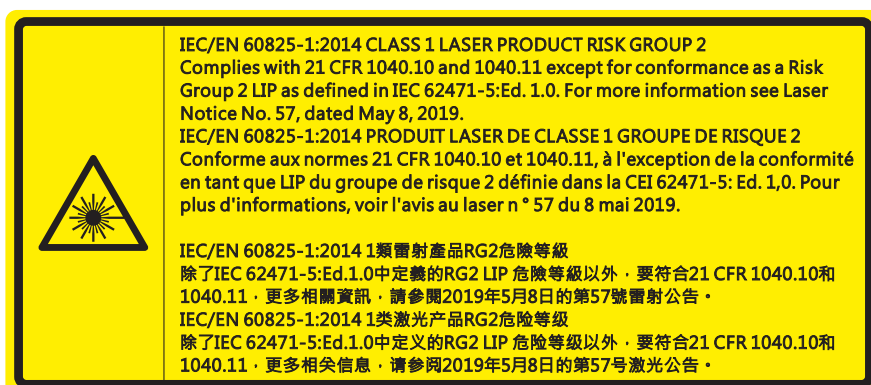 IEC/EN 60825-1:2014 CLASS 1 LASER PRODUCT RISK GROUP 2
Complies with 21 CFR 1040.10 and 1040.11 except for conformance as a Risk
Group 2 LIP as defined in IEC 62471-5:Ed. 1.0. For more information see Laser
Notice No. 57, dated May 8, 2019.
IEC/EN 60825-1:2014 PRODUIT LASER DE CLASSE 1 GROUPE DE RISQUE 2
Conforme aux normes 21 CFR 1040.10 et 1040.11, à l'exception de la conformité
en tant que LIP du groupe de risque 2 définie dans la CEI 62471-5: Ed. 1,0. Pour
plus d'informations, voir l'avis au laser n ° 57 du 8 mai 2019.
IEC/EN 60825-1:2014 1類雷射產品RG2危險等級
除了IEC 62471-5:Ed.1.0中定義的RG2 LIP 危險等級以外，要符合21 CFR 1040.10和
1040.11，更多相關資訊，請參閱2019年5月8日的第57號雷射公告。
IEC/EN 60825-1:2014 1类激光产品RG2危险等级
除了IEC 62471-5:Ed.1.0中定义的RG2 LIP 危险等级以外，要符合21 CFR 1040.10和
1040.11，更多相关信息，请参阅2019年5月8日的第57号激光公告。